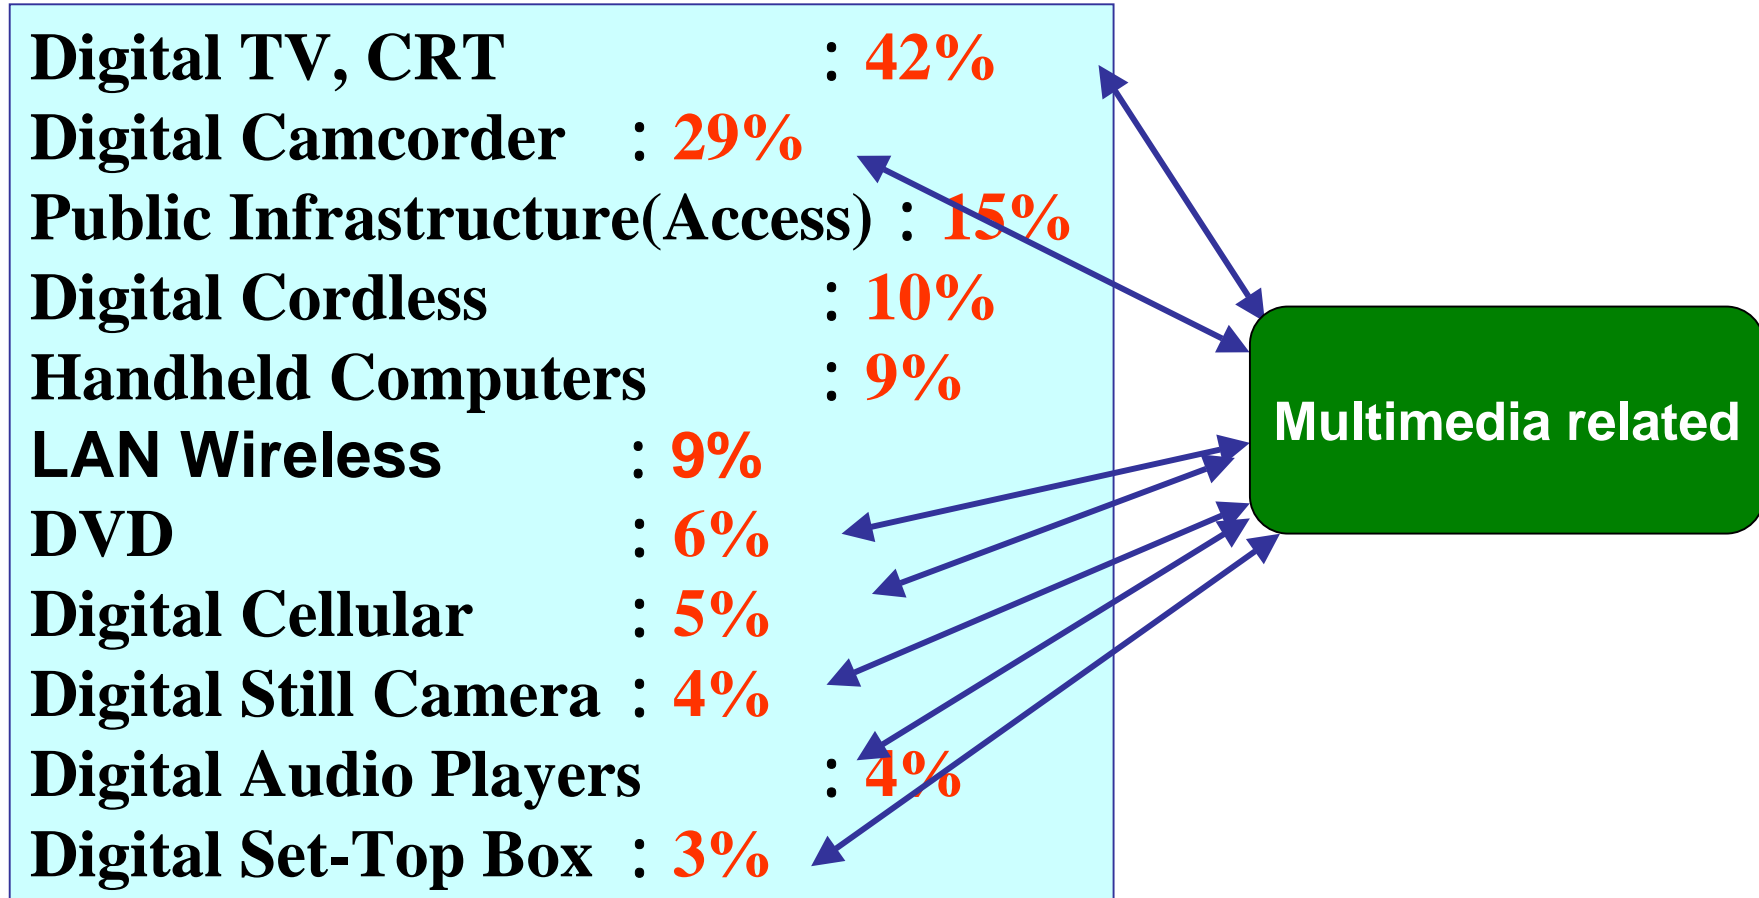 Digital TV, CRT : 42%
Digital Camcorder : 29%
Public Infrastructure(Access) : 15%
Digital Cordless : 10%
Handheld Computers : 9%
LAN Wireless : 9%
DVD : 6%
Digital Cellular : 5%
Digital Still Camera : 4%
Digital Audio Players : 4%
Digital Set-Top Box : 3%
Multimedia related